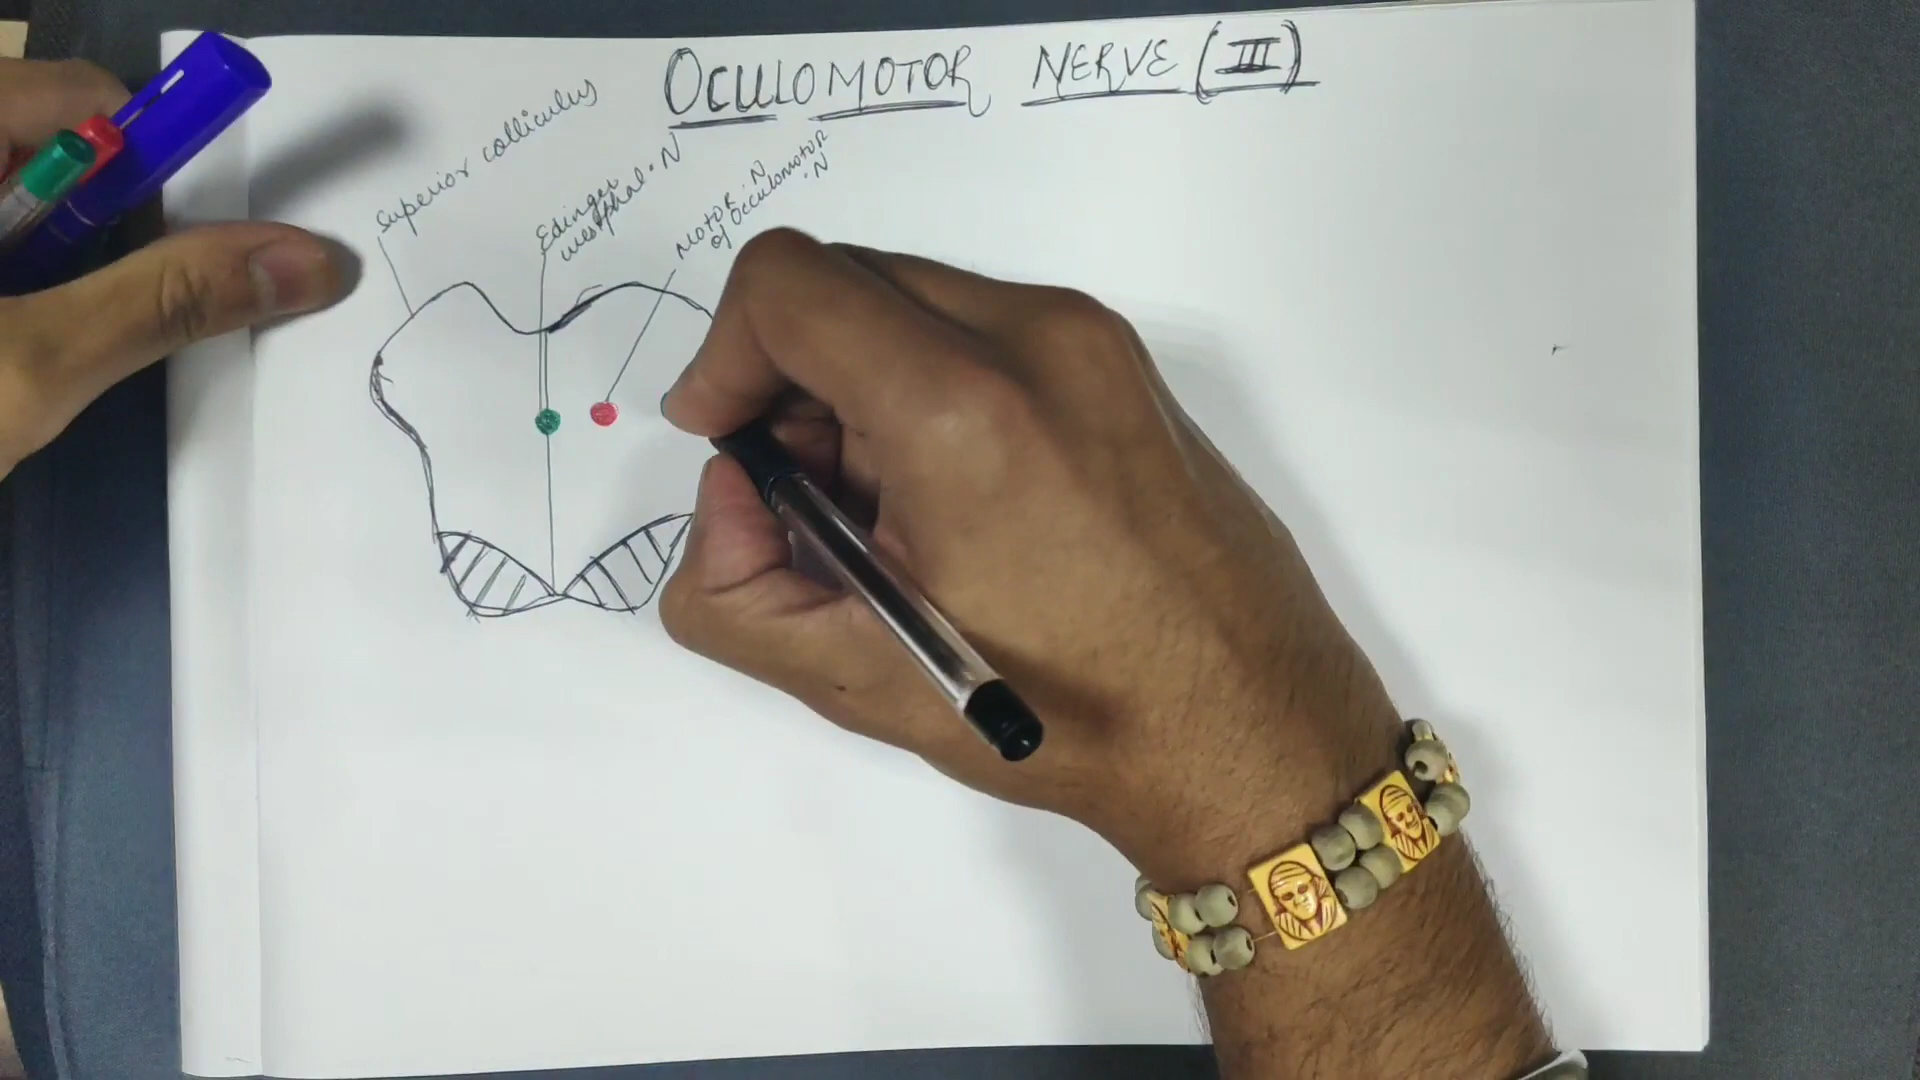 OCULOMOTOR NERVE (III)
Superior colliculus
Edinger
westphal. N
MOTOR. N
of Occulomotor
.N